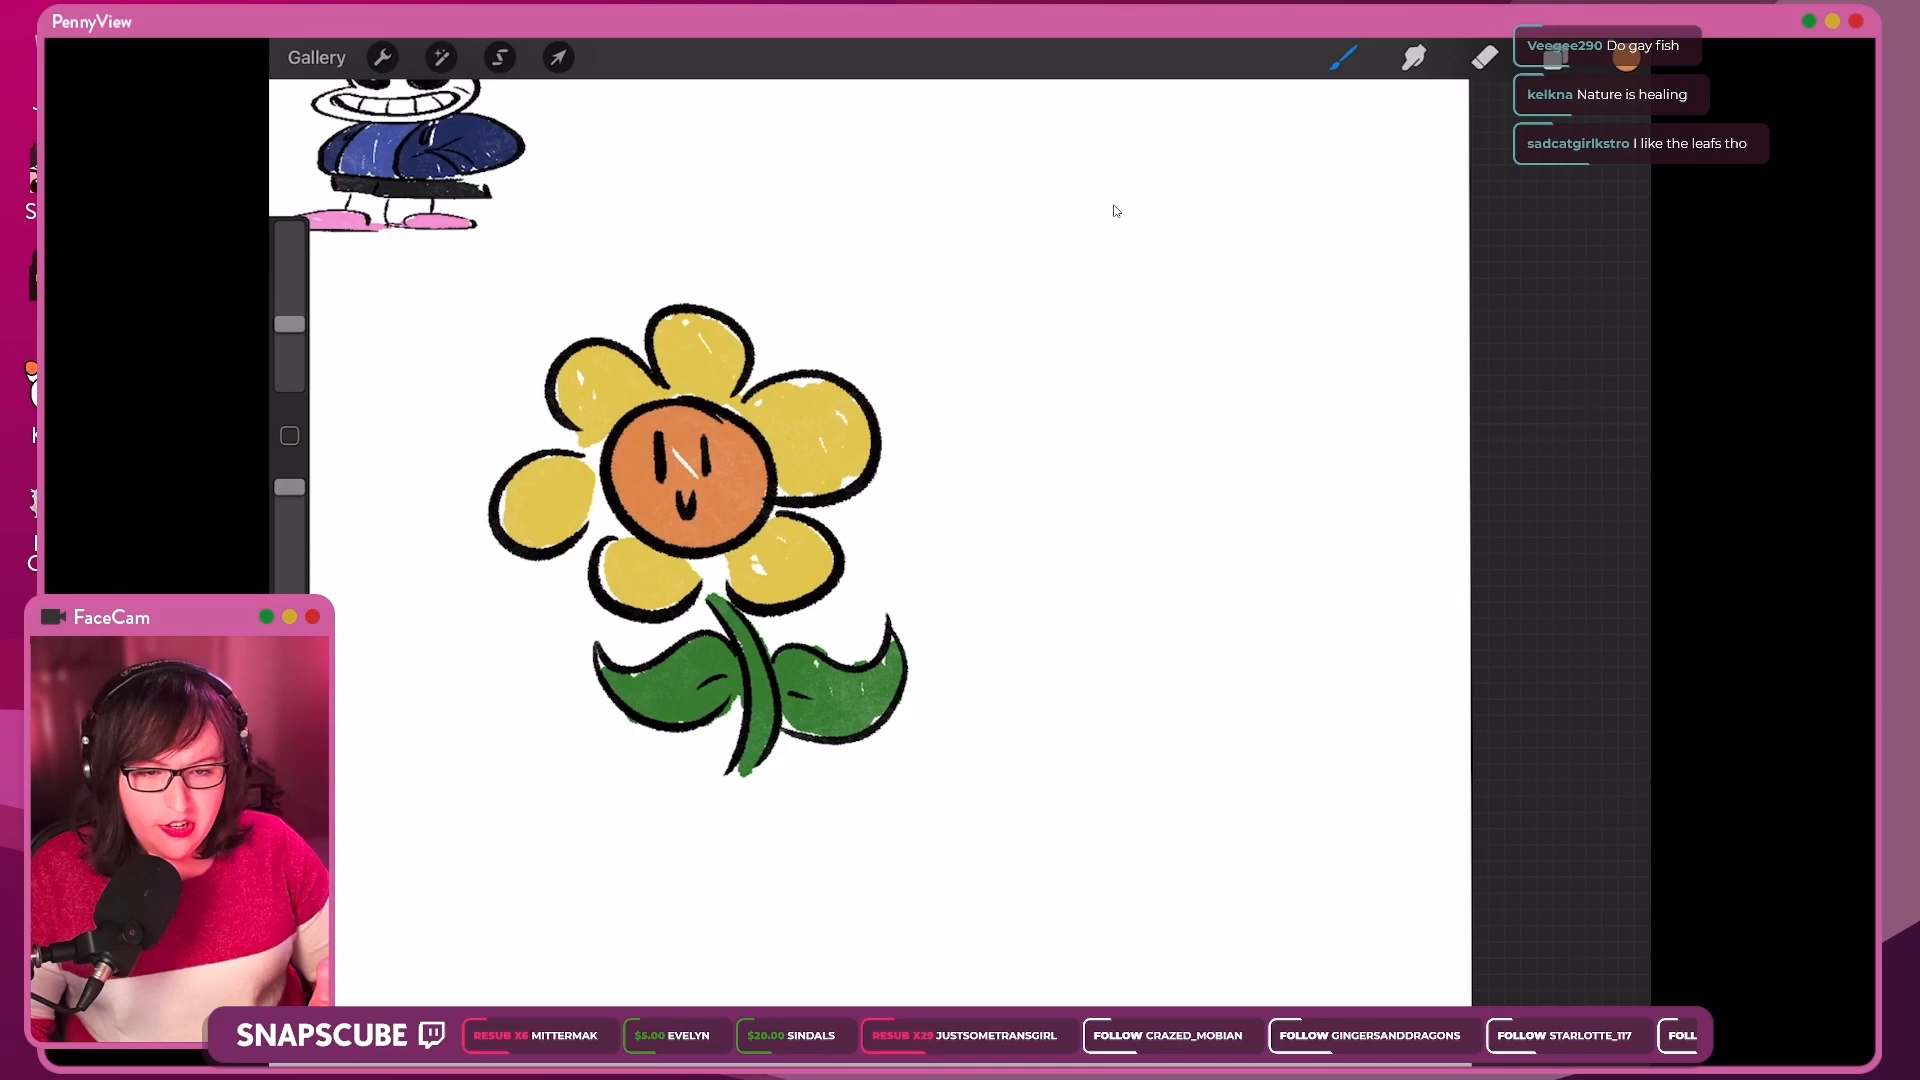 PennyView
Gallery
Veegee290 Do gay fish
kelkna Nature is healing
sadcatgirlkstro I like the leafs tho
FaceCam
SNAPSCUBE
RESUB X6 MITTERMAK
$5.00 EVELYN
$20.00 SINDALS
RESUB X29 JUSTSOMETRANSGIRL
FOLLOW CRAZED_MOBIAN
FOLLOW GINGERSANDDRAGONS
FOLLOW STARLOTTE_117
FOLL